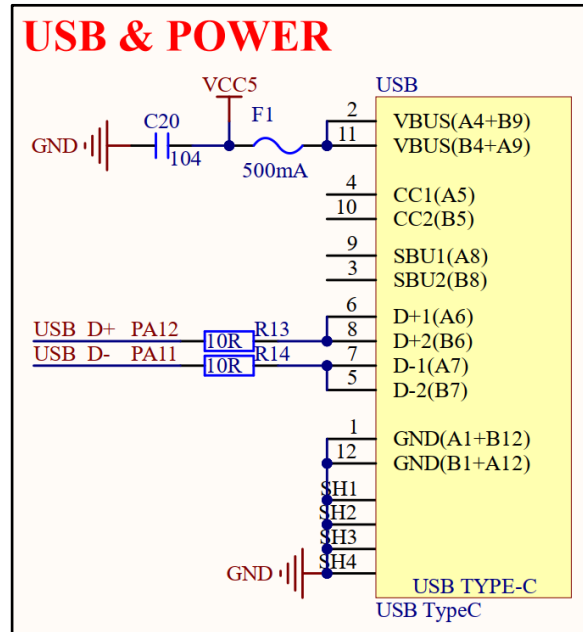 USB & POWER
VCC5
USB
C20
F1
2
VBUS(A4+B9)
GND
11
VBUS(B4+A9)
104
500mA
4
CC1(A5)
10
CC2(B5)
9
SBU1(A8)
3
SBU2(B8)
6
D+1(A6)
USB D+ PA12
10R
R13
8
D+2(B6)
USB D- PA11
10R
R14
7
D-1(A7)
5
D-2(B7)
1
GND(A1+B12)
12
GND(B1+A12)
SH1
SH2
SH3
SH4
GND
USB TYPE-C
USB TypeC